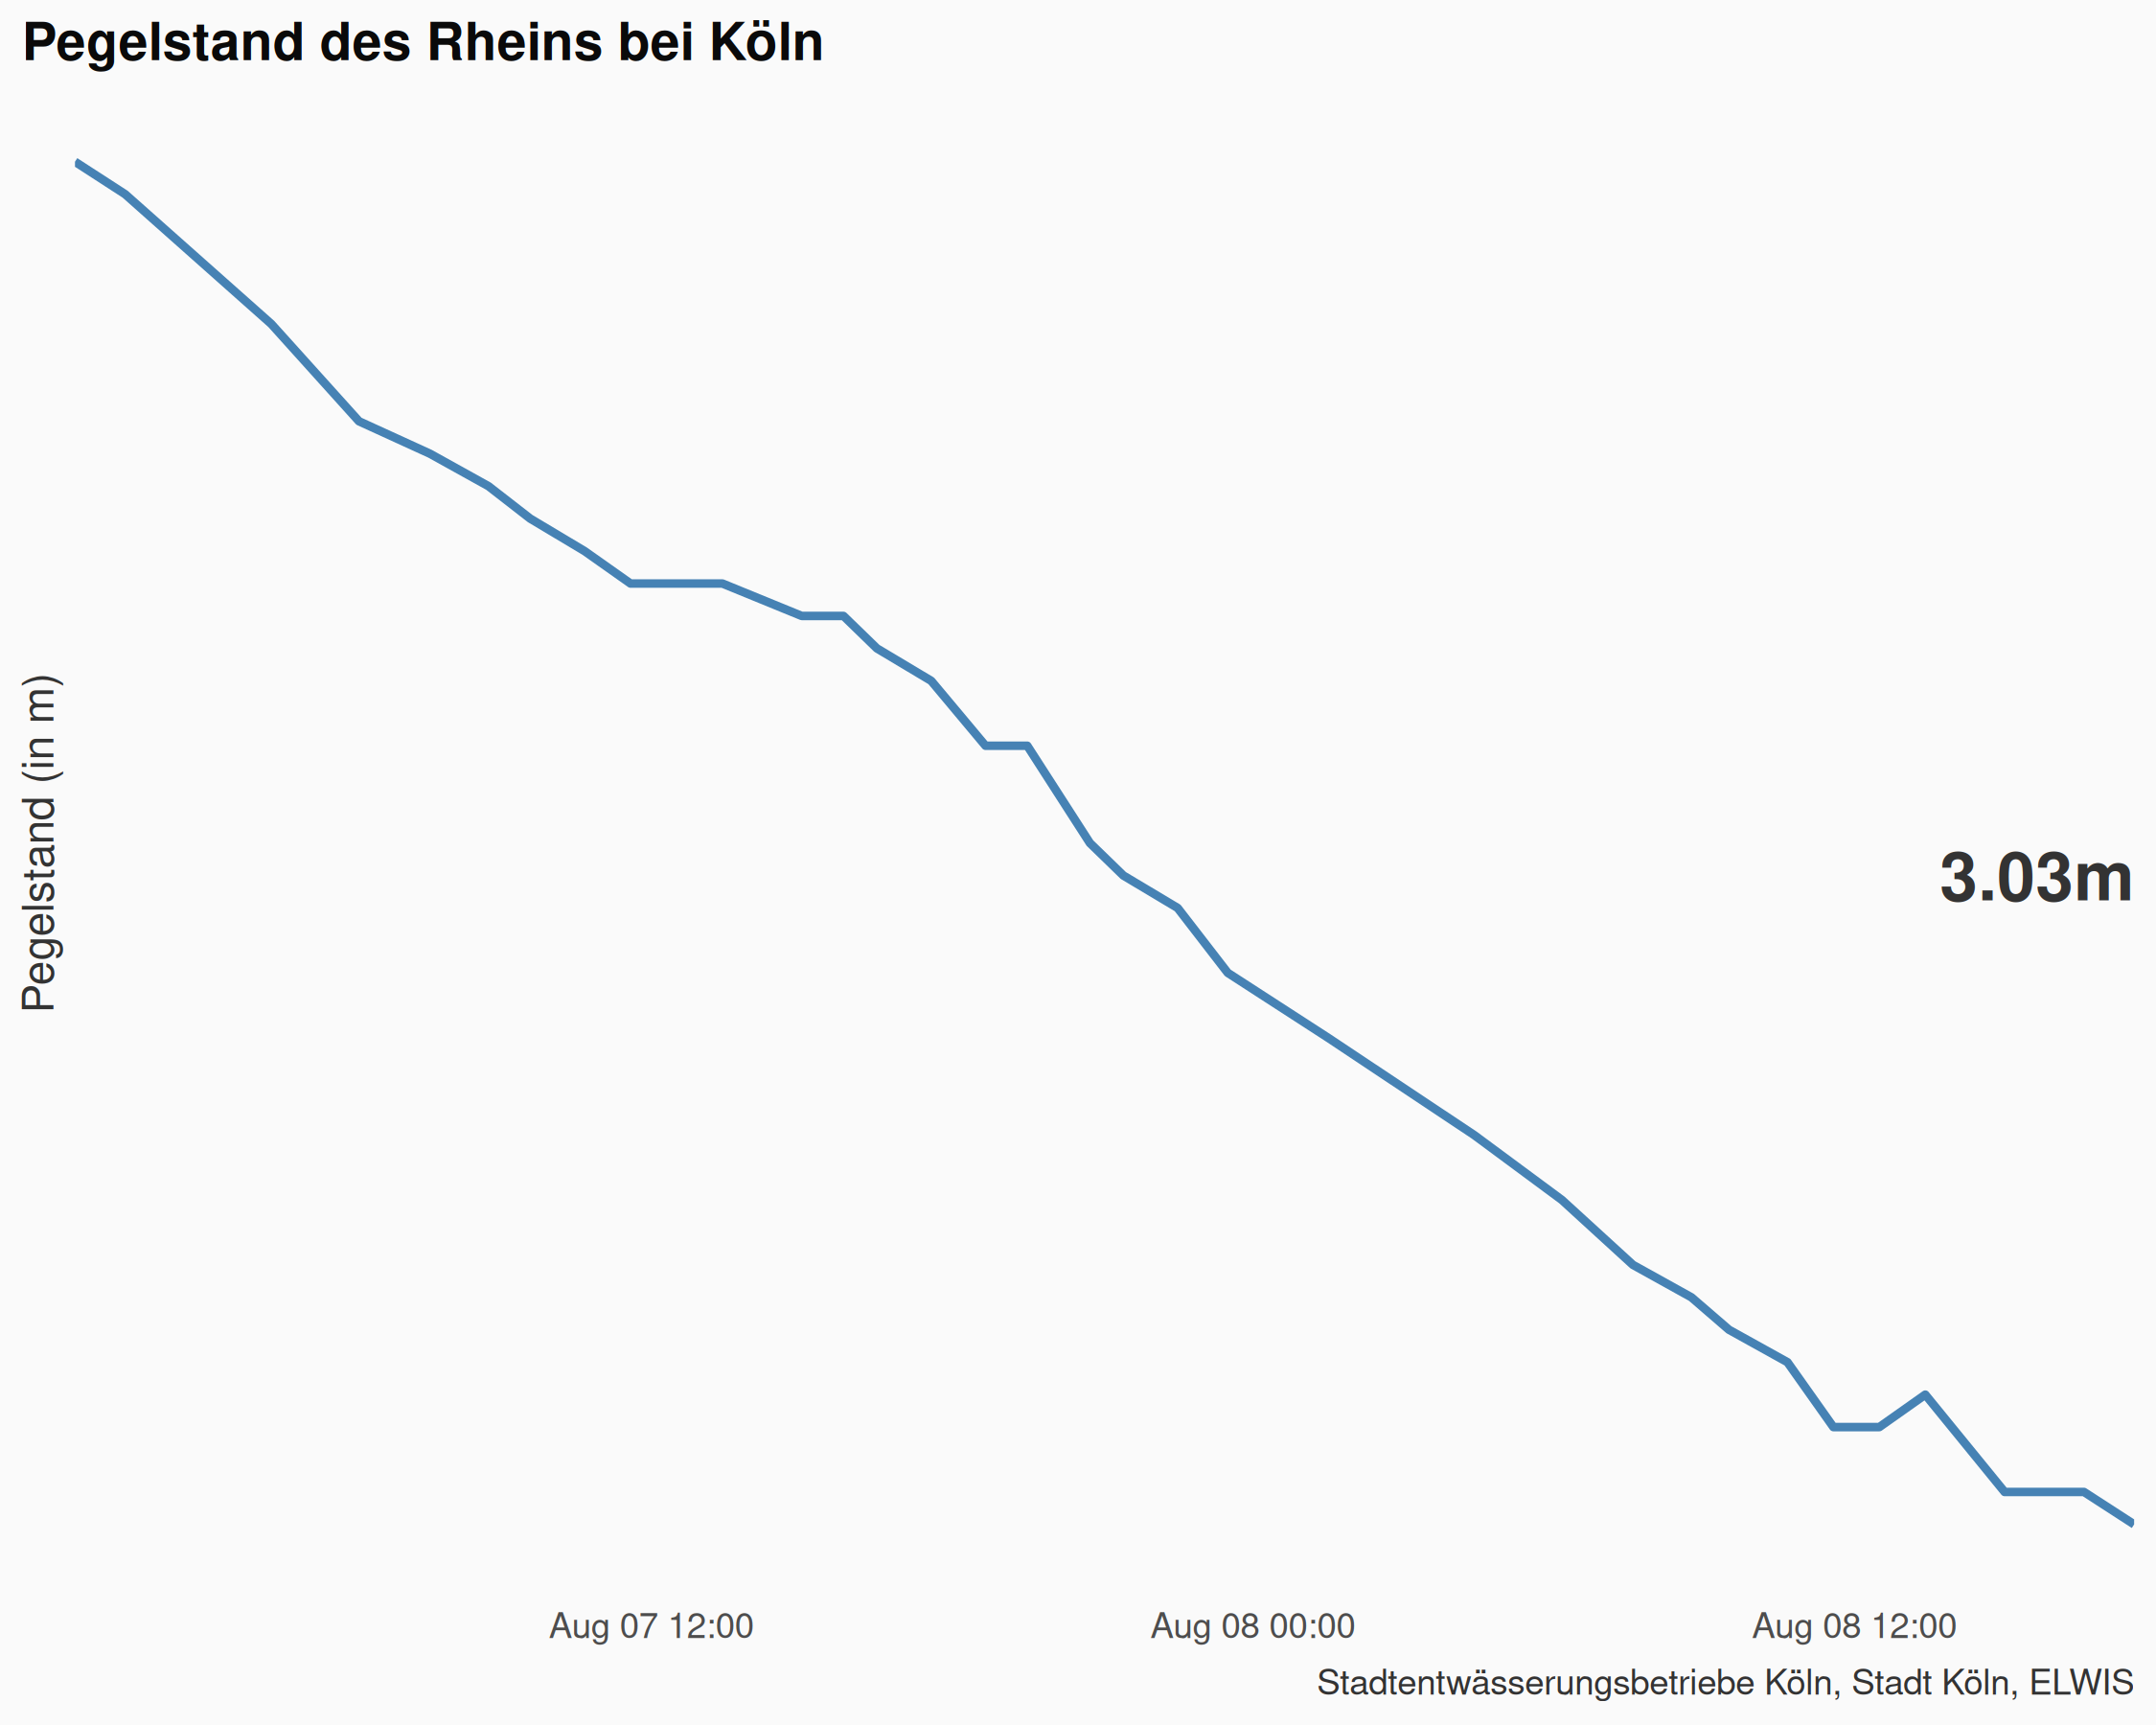 Pegelstand des Rheins bei Köln
Pegelstand (in m)
3.03m
Aug 07 12:00
Aug 08 00:00
Aug 08 12:00
Stadtentwässerungsbetriebe Köln, Stadt Köln, ELWIS